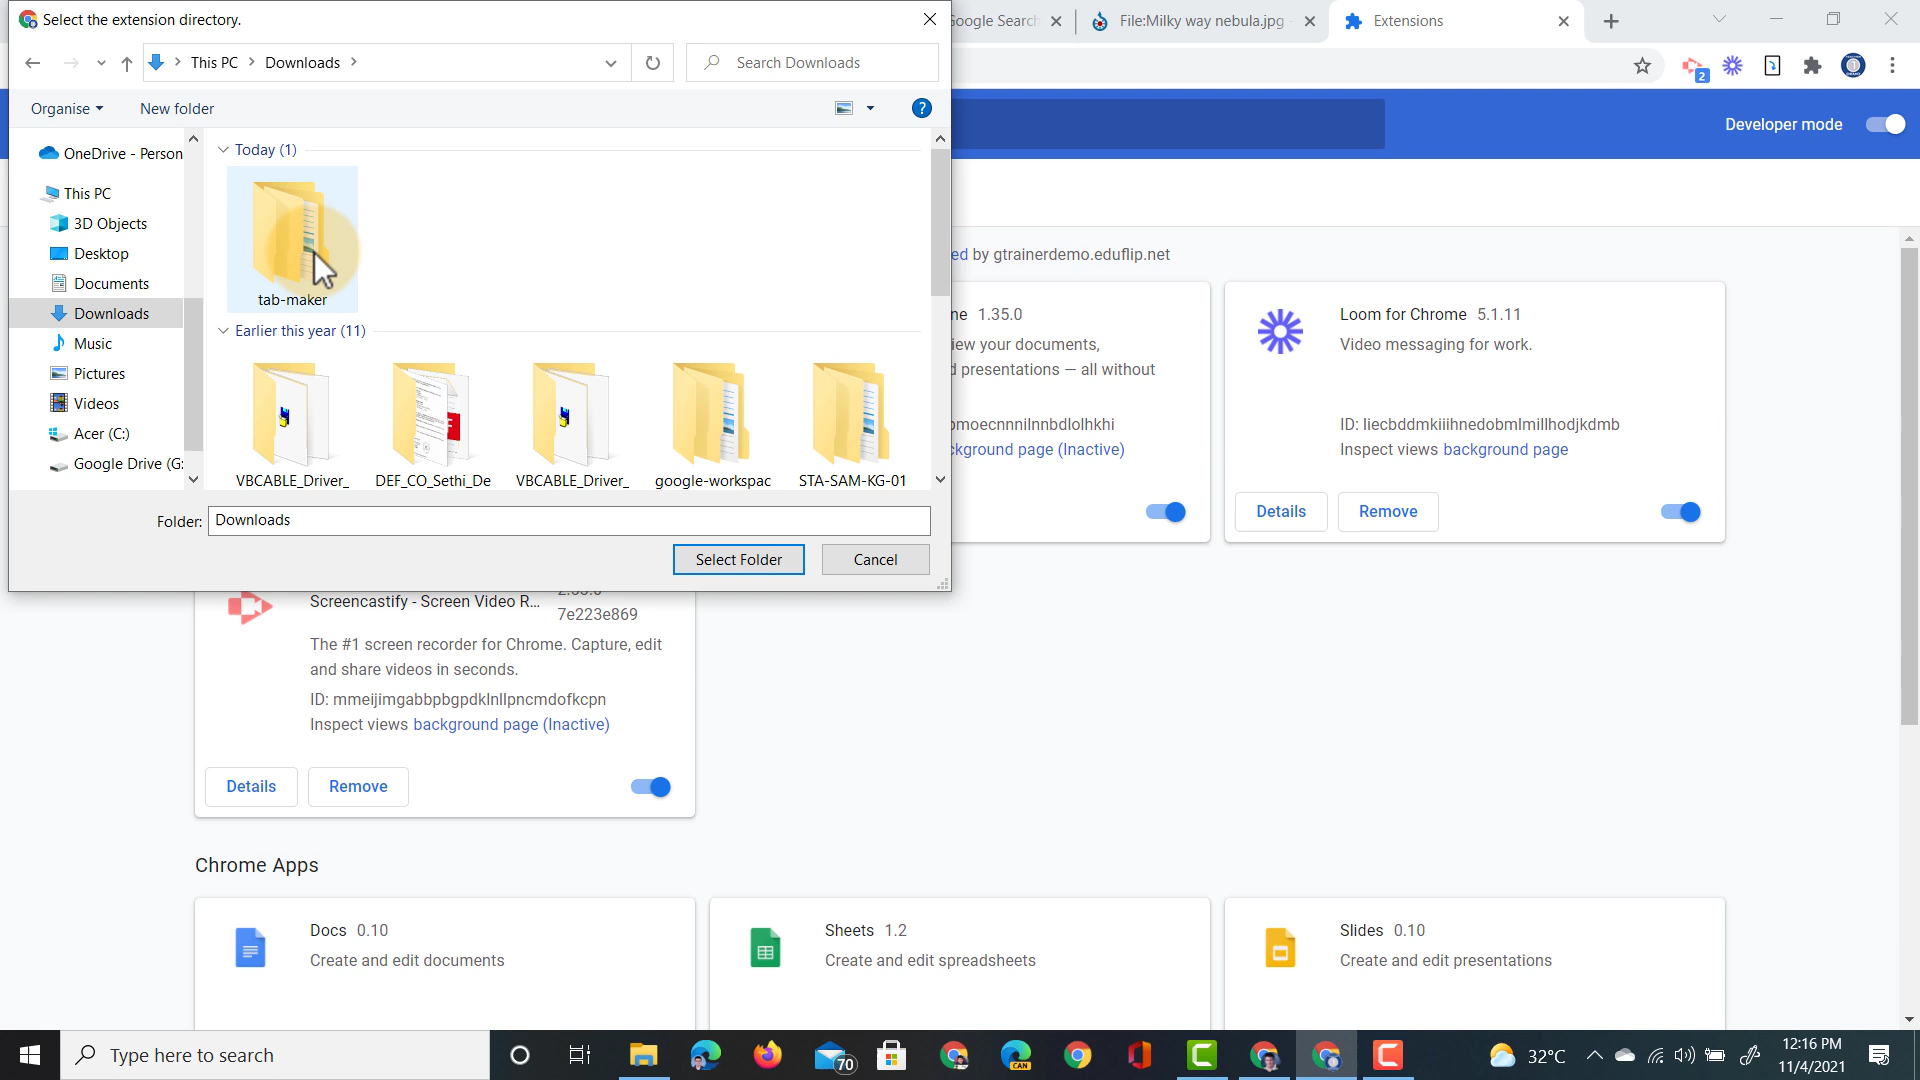 Select the extension directory.
This PC
Downloads
Search Downloads
Organise
New folder
OneDrive - Person
This PC
3D Objects
Desktop
Documents
Downloads
Music
Pictures
Videos
Acer (C:)
Google Drive (G:
Today (1)
tab-maker
Earlier this year (11)
VBCABLE_Driver_
DEF_CO_Sethi_De
VBCABLE_Driver_
google-workspac
STA-SAM-KG-01
Folder:
Downloads
Select Folder
Cancel
Google Search
File:Milky way nebula.jpg
Extensions
2
Developer mode
ed by gtrainerdemo.eduflip.net
ne 1.35.0
iew your documents,
d presentations — all without
omoecnnnilnnbdlolhkhi
ckground page (Inactive)
Loom for Chrome 5.1.11
Video messaging for work.
ID: liecbddmkiiihnedobmlmillhodjkdmb
Inspect views background page
Details
Remove
Screencastify - Screen Video R...
7e223e869
The #1 screen recorder for Chrome. Capture, edit
and share videos in seconds.
ID: mmeijimgabbpbgpdklnllpncmdofkcpn
Inspect views background page (Inactive)
Details
Remove
Chrome Apps
Docs 0.10
Create and edit documents
Sheets 1.2
Create and edit spreadsheets
Slides 0.10
Create and edit presentations
Type here to search
70
CAN
32°C
12:16 PM
11/4/2021